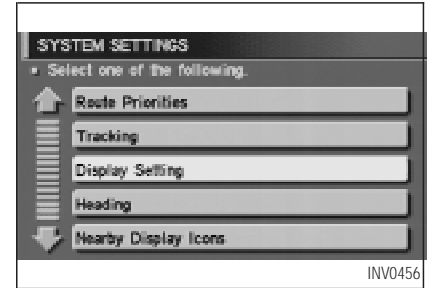 SYSTEM SETTINGS
Select one of the following.
Route Priorities
Tracking
Display Setting
Heading
Nearby Display Icons
INV0456